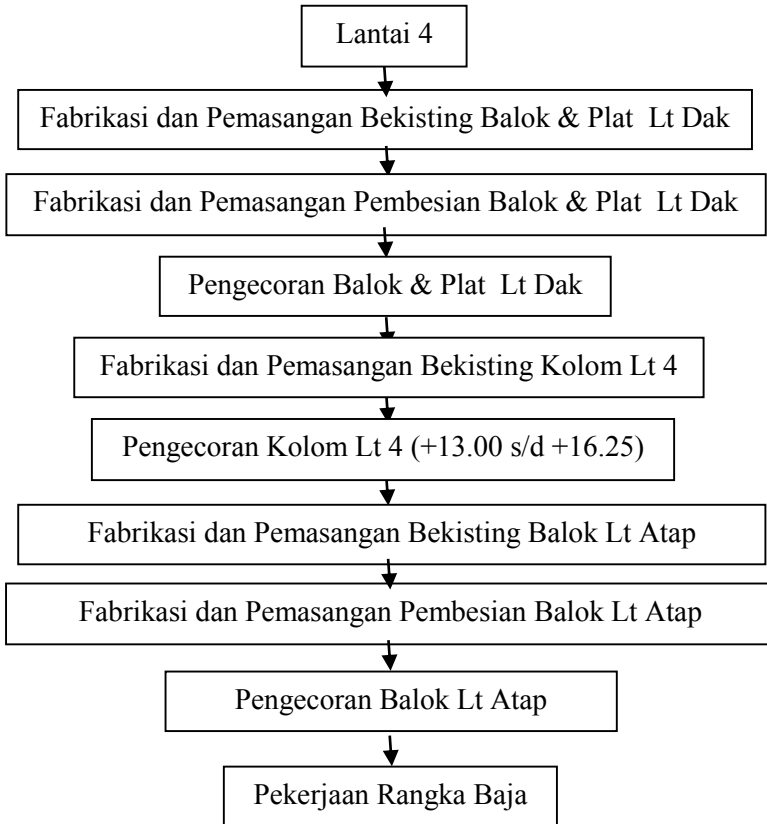 Lantai 4
Fabrikasi dan Pemasangan Bekisting Balok & Plat  Lt Dak
Fabrikasi dan Pemasangan Pembesian Balok & Plat  Lt Dak
Pengecoran Balok & Plat  Lt Dak
Fabrikasi dan Pemasangan Bekisting Kolom Lt 4
Pengecoran Kolom Lt 4 (+13.00 s/d +16.25)
Fabrikasi dan Pemasangan Bekisting Balok Lt Atap
Fabrikasi dan Pemasangan Pembesian Balok Lt Atap
Pengecoran Balok Lt Atap
Pekerjaan Rangka Baja